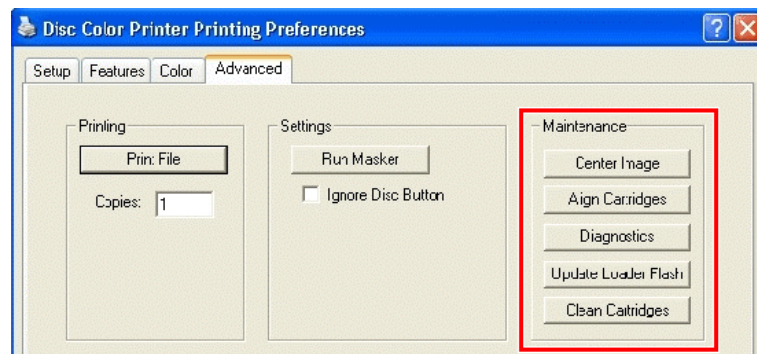 Disc Color Printer Printing Preferences
Setup Features Color Advanced
Printing
Print File
Copies: 1
Settings
Run Masker
Ignore Disc Button
Maintenance
Center Image
Align Cartridges
Diagnostics
Update Loader Flash
Clean Cartridges